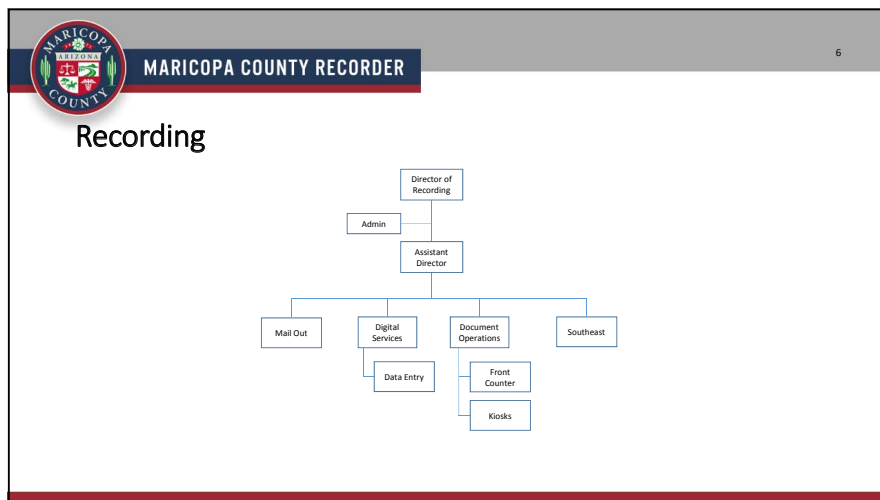 6
MARICOPA
ARIZONA
COUNTY
MARICOPA COUNTY RECORDER
Recording
Director of
Recording
Admin
Assistant
Director
Mail Out
Digital
Services
Document
Operations
Southeast
Data Entry
Front
Counter
Kiosks